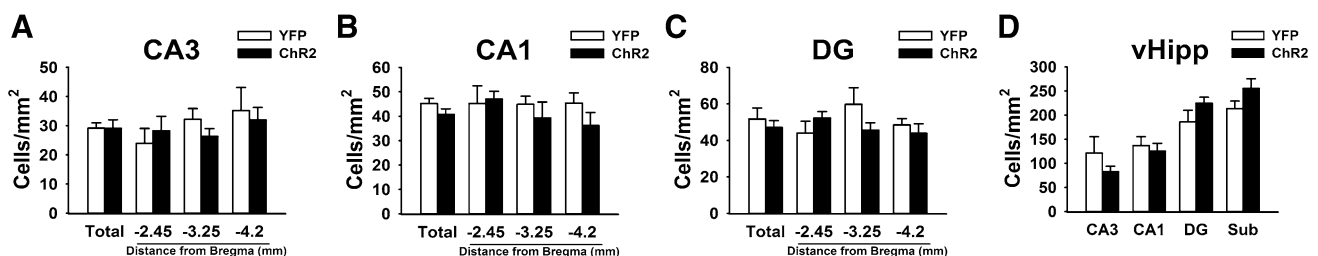 A
CA3
YFP
ChR2
Cells/mm2
50
40
30
20
10
0
Total -2.45 -3.25 -4.2
Distance from Bregma (mm)
B
CA1
YFP
ChR2
Cells/mm2
60
50
40
30
20
10
0
Total -2.45 -3.25 -4.2
Distance from Bregma (mm)
C
DG
YFP
ChR2
Cells/mm2
80
60
40
20
0
Total -2.45 -3.25 -4.2
Distance from Bregma (mm)
D
vHipp
YFP
ChR2
Cells/mm2
300
250
200
150
100
50
0
CA3 CA1 DG Sub